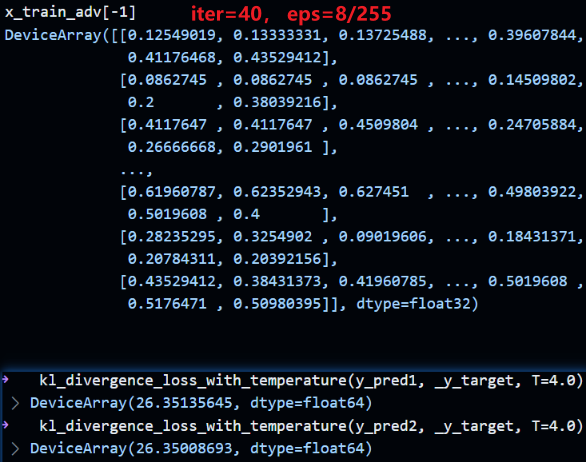 x_train_adv[-1]
iter=40, eps=8/255
DeviceArray([[0.12549019, 0.13333331, 0.13725488, ..., 0.39607844,
0.41176468, 0.43529412],
[0.0862745 , 0.0862745 , 0.0862745 , ..., 0.14509802,
0.2 , 0.38039216],
[0.4117647 , 0.4117647 , 0.4509804 , ..., 0.24705884,
0.26666668, 0.2901961 ],
...,
[0.61960787, 0.62352943, 0.627451 , ..., 0.49803922,
0.5019608 , 0.4 ],
[0.28235295, 0.3254902 , 0.09019606, ..., 0.18431371,
0.20784311, 0.20392156],
[0.43529412, 0.38431373, 0.41960785, ..., 0.5019608 ,
0.5176471 , 0.50980395]], dtype=float32)
kl_divergence_loss_with_temperature(y_pred1, _y_target, T=4.0)
DeviceArray(26.35135645, dtype=float64)
kl_divergence_loss_with_temperature(y_pred2, _y_target, T=4.0)
DeviceArray(26.35008693, dtype=float64)